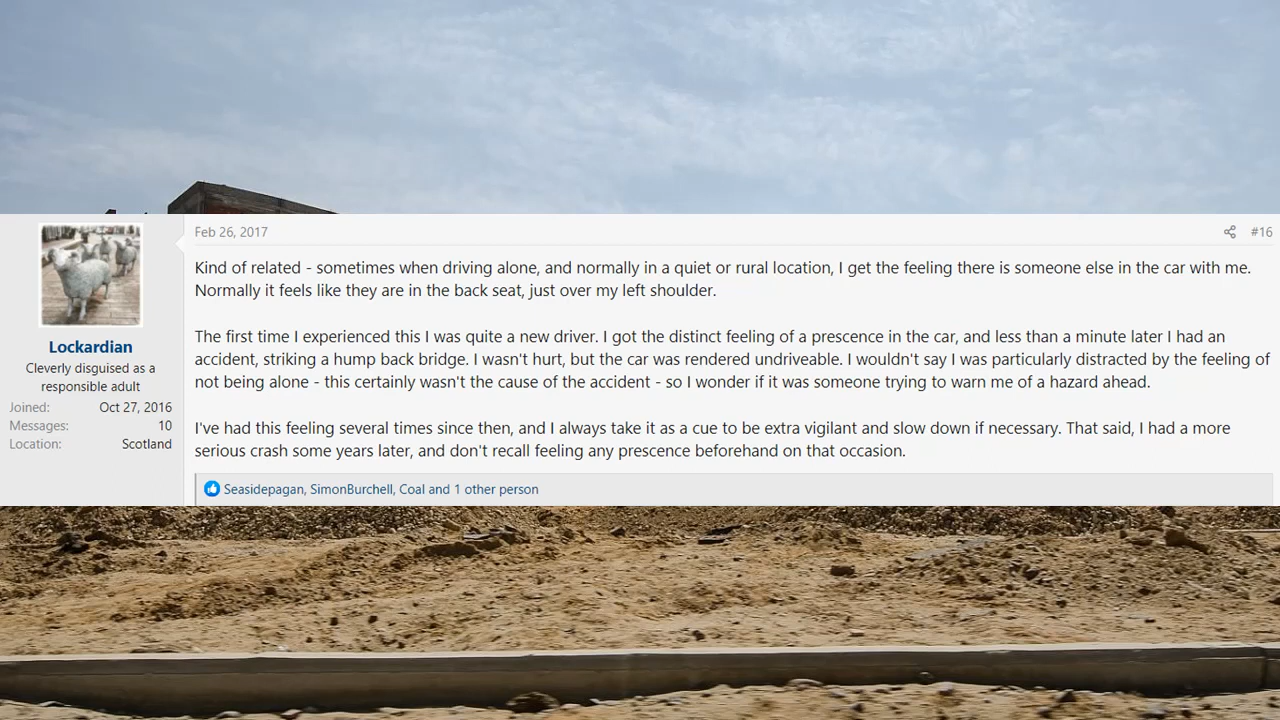 Feb 26, 2017
#16
Lockardian
Cleverly disguised as a
responsible adult
Joined: Oct 27, 2016
Messages: 10
Location: Scotland
Kind of related - sometimes when driving alone, and normally in a quiet or rural location, I get the feeling there is someone else in the car with me.
Normally it feels like they are in the back seat, just over my left shoulder.
The first time I experienced this I was quite a new driver. I got the distinct feeling of a prescence in the car, and less than a minute later I had an
accident, striking a hump back bridge. I wasn't hurt, but the car was rendered undriveable. I wouldn't say I was particularly distracted by the feeling of
not being alone - this certainly wasn't the cause of the accident - so I wonder if it was someone trying to warn me of a hazard ahead.
I've had this feeling several times since then, and I always take it as a cue to be extra vigilant and slow down if necessary. That said, I had a more
serious crash some years later, and don't recall feeling any prescence beforehand on that occasion.
Seasidepagan, SimonBurchell, Coal and 1 other person